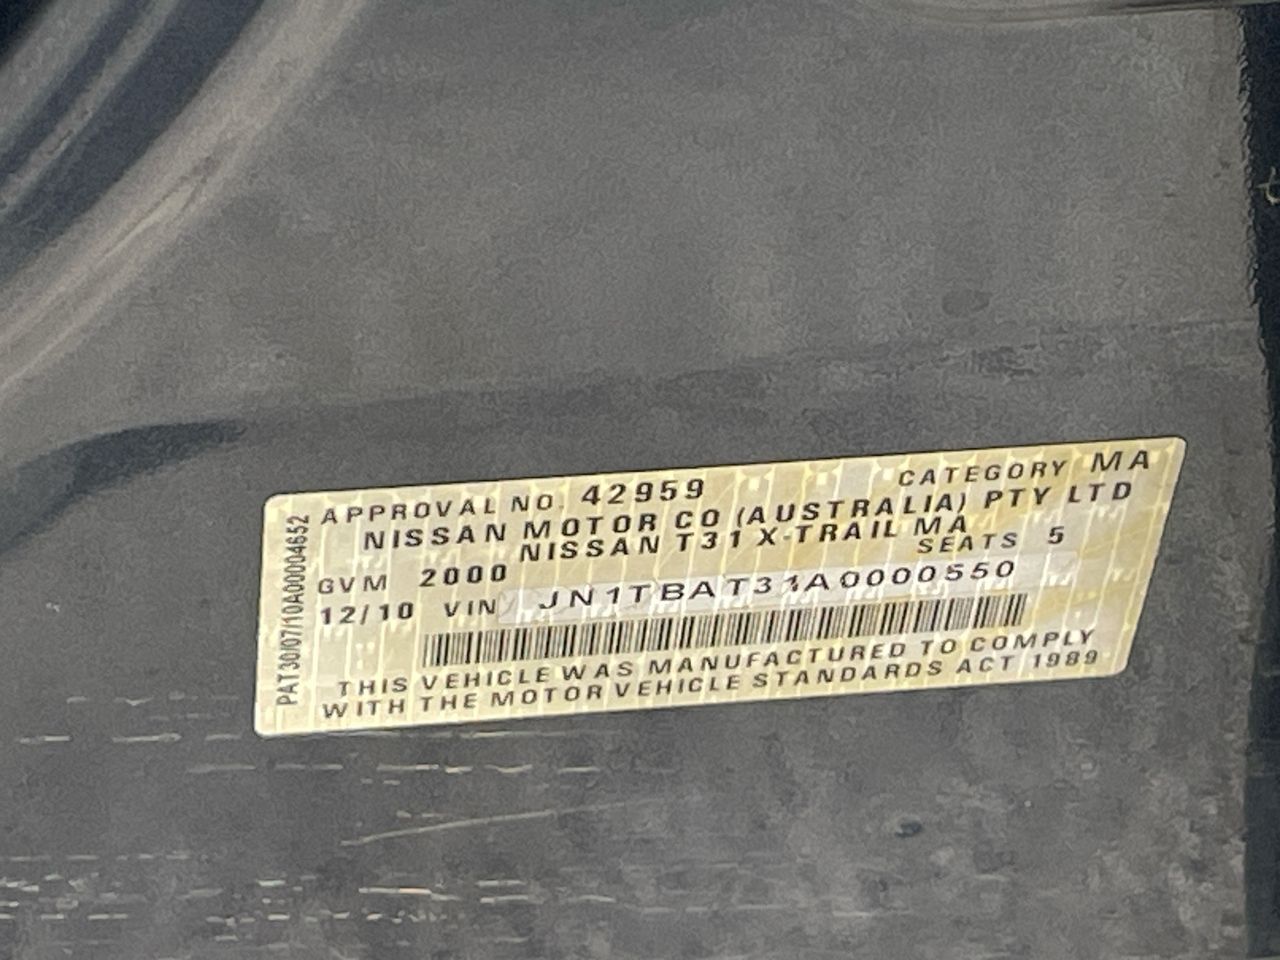 APPROVAL NO. 42959 CATEGORY MA
NISSAN MOTOR CO (AUSTRALIA) PTY LTD
NISSAN T31 X-TRAIL MA
GVM 2000 SEATS 5
12/10 VIN JN1TBAT31A0000550
THIS VEHICLE WAS MANUFACTURED TO COMPLY
WITH THE MOTOR VEHICLE STANDARDS ACT 1989
PAT30/07/10A00004652